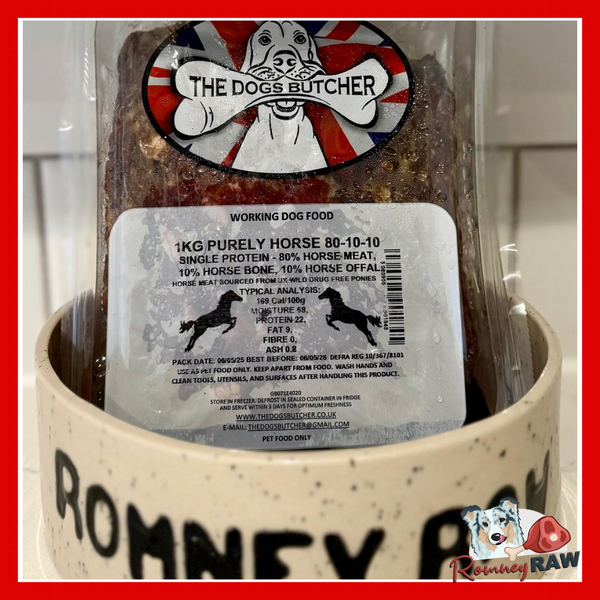 THE DOGS BUTCHER
WORKING DOG FOOD
1KG PURELY HORSE 80-10-10
SINGLE PROTEIN - 80% HORSE MEAT,
10% HORSE BONE, 10% HORSE OFFAL.
HORSE MEAT SOURCED FROM UK WILD DRUG FREE PONIES
TYPICAL ANALYSIS:
169 Cal/100g
MOISTURE 68,
PROTEIN 22,
FAT 9,
FIBRE 0,
ASH 0.8
PACK DATE: 06/05/25 BEST BEFORE: 06/05/26 DEFRA REG 10/367/8101
USE AS PET FOOD ONLY. KEEP APART FROM FOOD. WASH HANDS AND
CLEAN TOOLS, UTENSILS, AND SURFACES AFTER HANDLING THIS PRODUCT.
GB071E4020
STORE IN FREEZER. DEFROST IN SEALED CONTAINER IN FRIDGE
AND SERVE WITHIN 3 DAYS FOR OPTIMUM FRESHNESS
WWW.THEDOGSBUTCHER.CO.UK
E-MAIL: THEDOGSBUTCHER@GMAIL.COM
PET FOOD ONLY
ROMNEY
Romney RAW